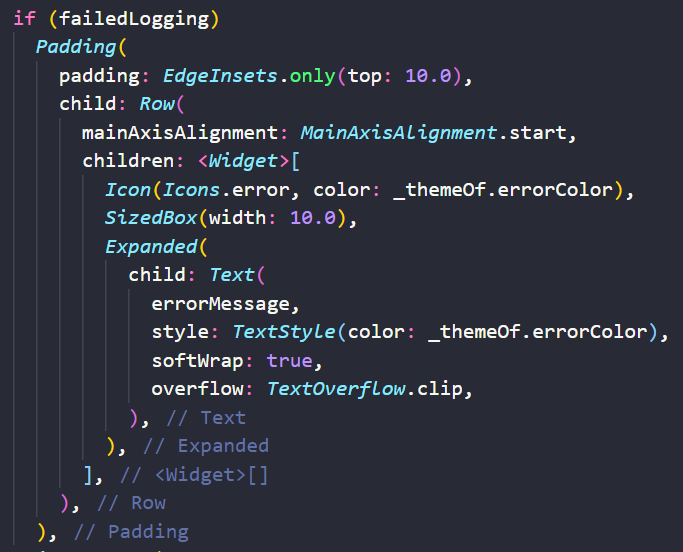 if (failedLogging)
Padding(
padding: EdgeInsets.only(top: 10.0),
child: Row(
mainAxisAlignment: MainAxisAlignment.start,
children: <Widget>[
Icon(Icons.error, color: _themeOf.errorColor),
SizedBox(width: 10.0),
Expanded(
child: Text(
errorMessage,
style: TextStyle(color: _themeOf.errorColor),
softWrap: true,
overflow: TextOverflow.clip,
), // Text
), // Expanded
], // <Widget>[]
), // Row
), // Padding